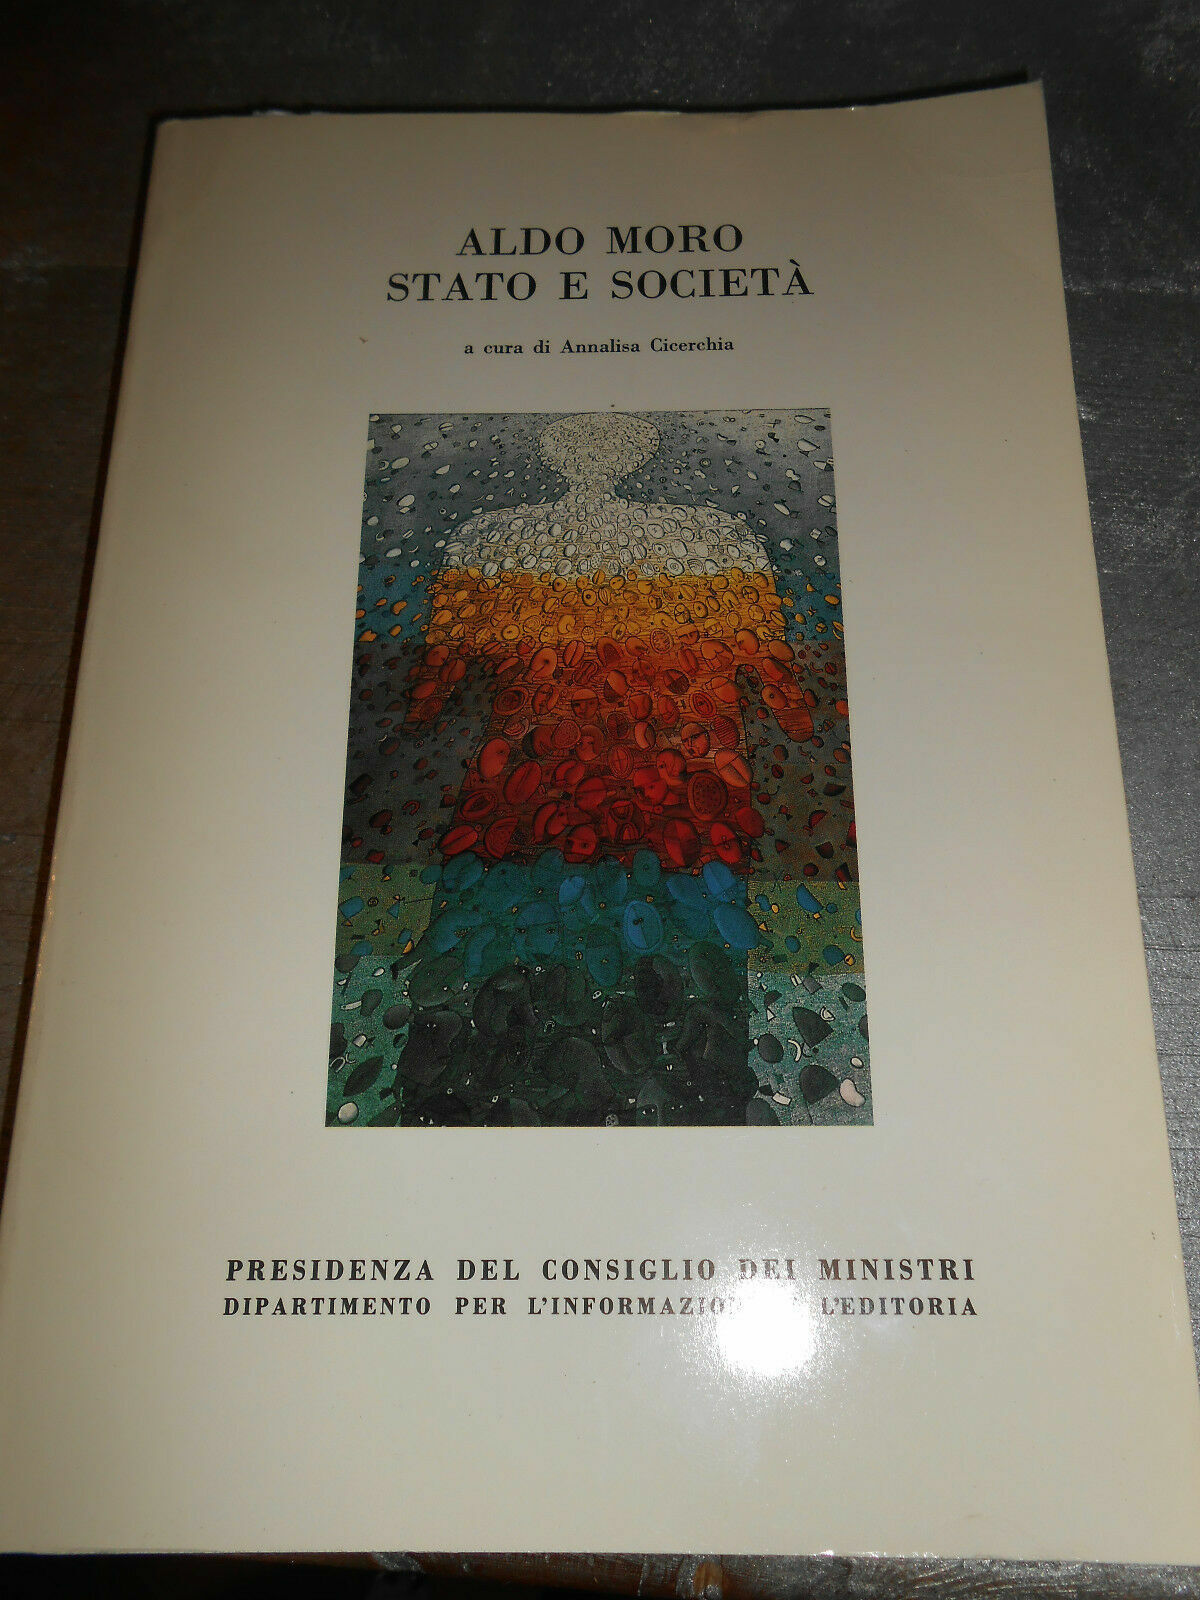 ALDO MORO
STATO E SOCIETÀ
a cura di Annalisa Cicerchia
PRESIDENZA DEL CONSIGLIO DEI MINISTRI
DIPARTIMENTO PER L'INFORMAZIONE E L'EDITORIA